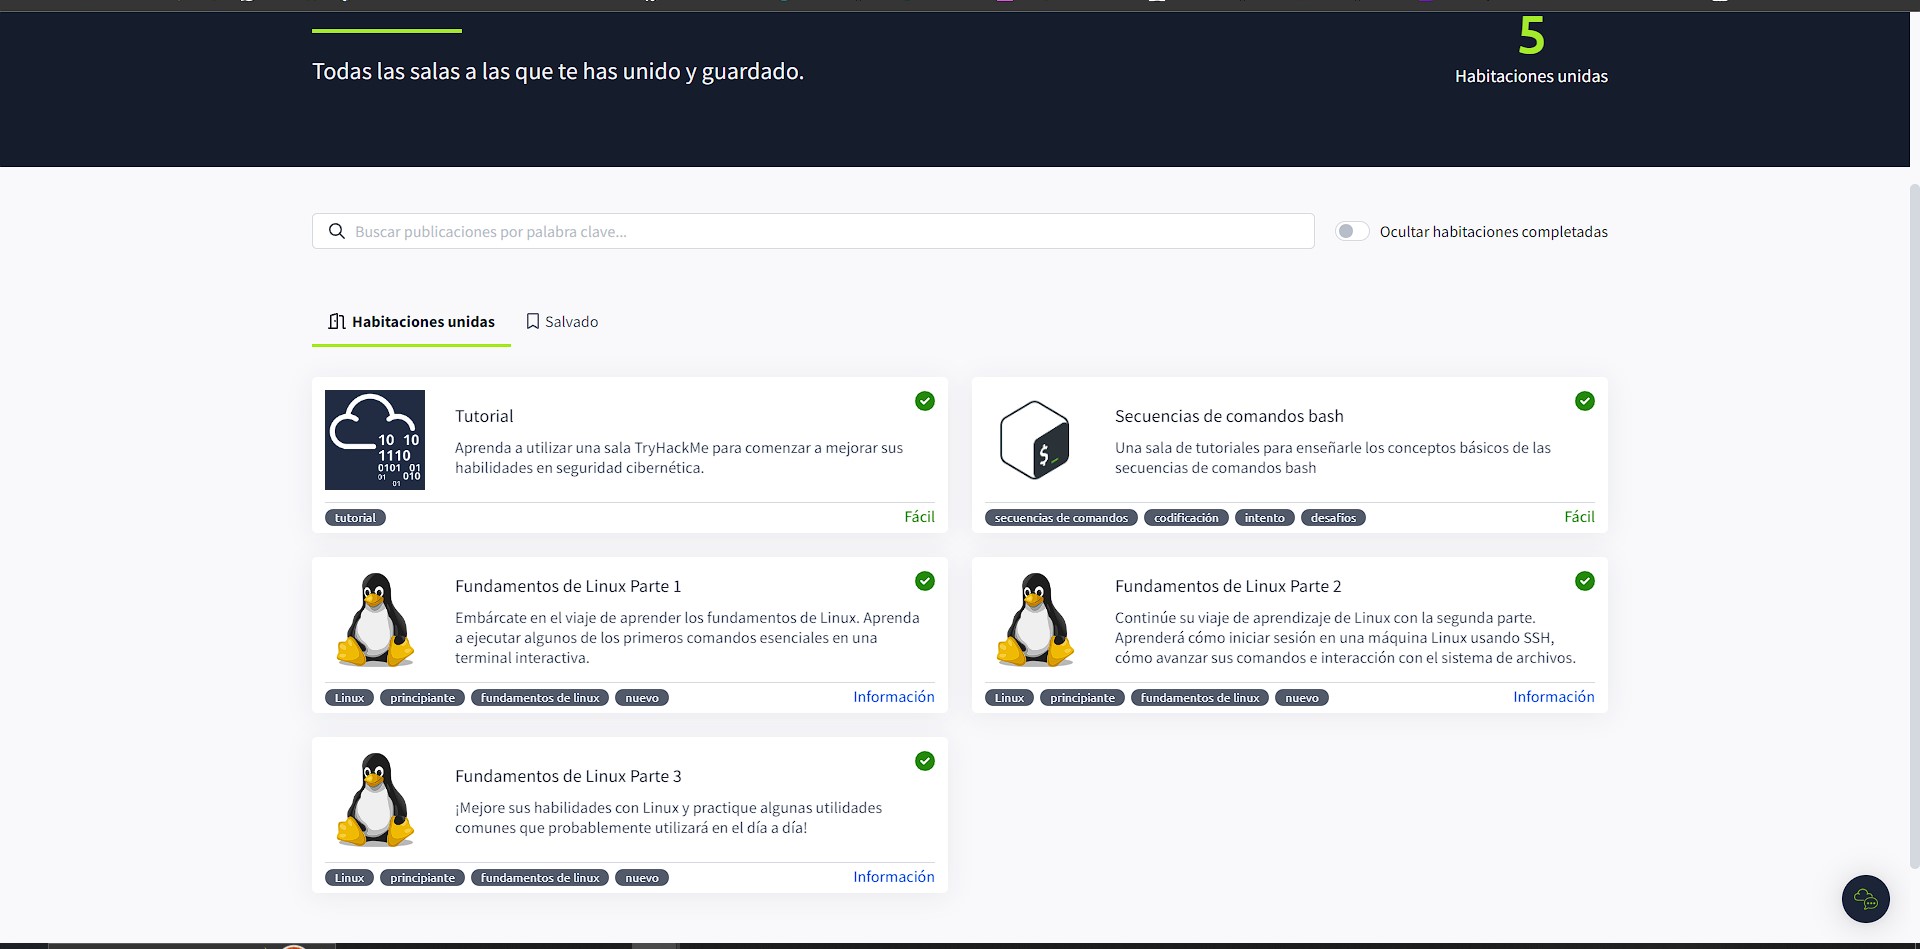 5
Todas las salas a las que te has unido y guardado.
Habitaciones unidas
Buscar publicaciones por palabra clave...
Ocultar habitaciones completadas
Habitaciones unidas
Salvado
10 10
1110
0101 01
01 010
01
Tutorial
Aprenda a utilizar una sala TryHackMe para comenzar a mejorar sus
habilidades en seguridad cibernética.
tutorial
Fácil
$_
Secuencias de comandos bash
Una sala de tutoriales para enseñarle los conceptos básicos de las
secuencias de comandos bash
secuencias de comandos
codificación
intento
desafíos
Fácil
Fundamentos de Linux Parte 1
Embárcate en el viaje de aprender los fundamentos de Linux. Aprenda
a ejecutar algunos de los primeros comandos esenciales en una
terminal interactiva.
Linux
principiante
fundamentos de linux
nuevo
Información
Fundamentos de Linux Parte 2
Continúe su viaje de aprendizaje de Linux con la segunda parte.
Aprenderá cómo iniciar sesión en una máquina Linux usando SSH,
cómo avanzar sus comandos e interacción con el sistema de archivos.
Linux
principiante
fundamentos de linux
nuevo
Información
Fundamentos de Linux Parte 3
¡Mejore sus habilidades con Linux y practique algunas utilidades
comunes que probablemente utilizará en el día a día!
Linux
principiante
fundamentos de linux
nuevo
Información